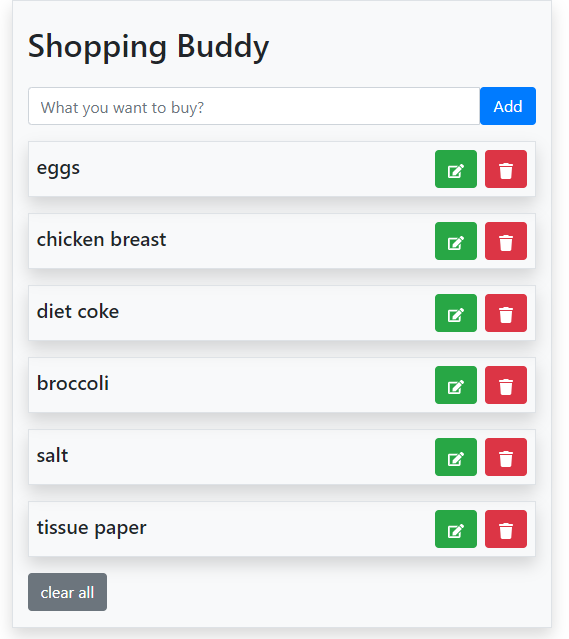 Shopping Buddy
What you want to buy? Add
eggs
chicken breast
diet coke
broccoli
salt
tissue paper
clear all